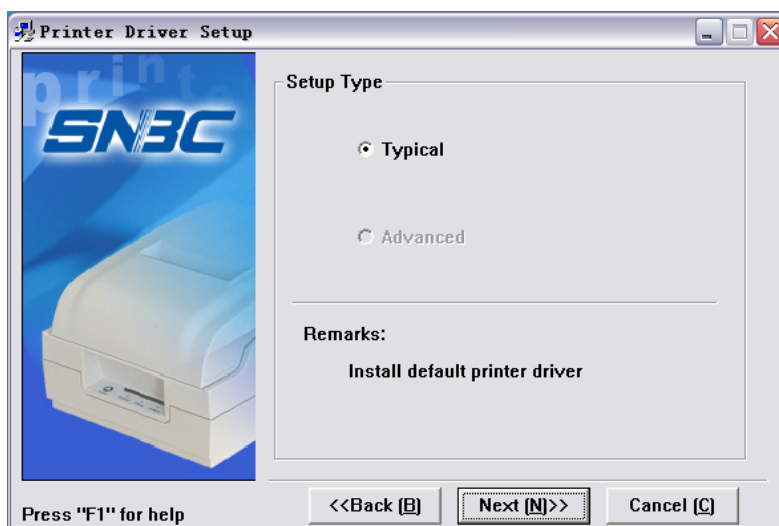 Printer Driver Setup
printe
SNBC
Setup Type
Typical
Advanced
Remarks:
Install default printer driver
Press "F1" for help
<<Back (B)
Next (N)>>
Cancel (C)